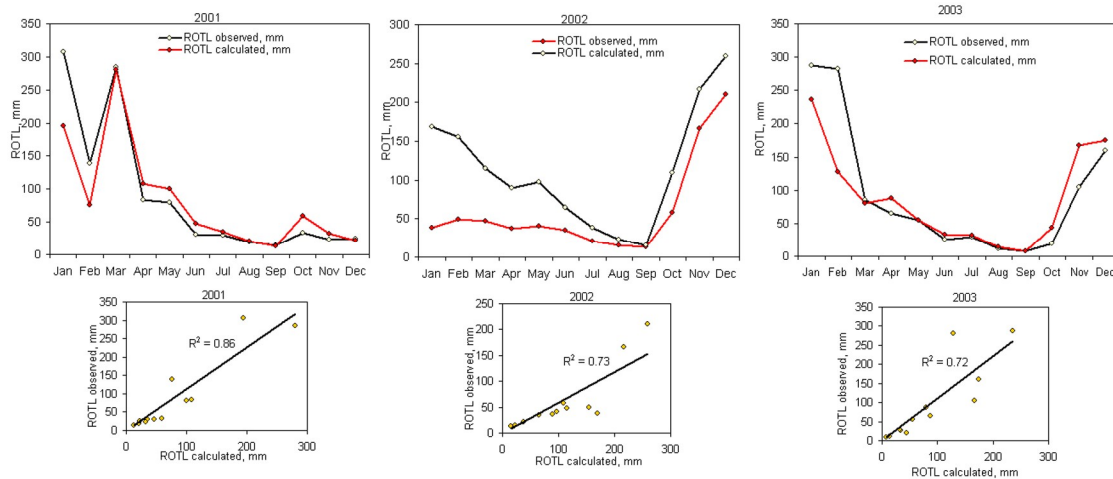 2001
ROTL observed, mm
ROTL calculated, mm
ROTL, mm
350
300
250
200
150
100
50
0
Jan Feb Mar Apr May Jun Jul Aug Sep Oct Nov Dec
2002
ROTL observed, mm
ROTL calculated, mm
ROTL, mm
300
250
200
150
100
50
0
Jan Feb Mar Apr May Jun Jul Aug Sep Oct Nov Dec
2003
ROTL observed, mm
ROTL calculated, mm
ROTL, mm
350
300
250
200
150
100
50
0
Jan Feb Mar Apr May Jun Jul Aug Sep Oct Nov Dec
2001
R² = 0.86
ROTL observed, mm
350
300
250
200
150
100
50
0
0 100 200 300
ROTL calculated, mm
2002
R² = 0.73
ROTL observed, mm
250
200
150
100
50
0
0 100 200 300
ROTL calculated, mm
2003
R² = 0.72
ROTL observed, mm
350
300
250
200
150
100
50
0
0 100 200 300
ROTL calculated, mm